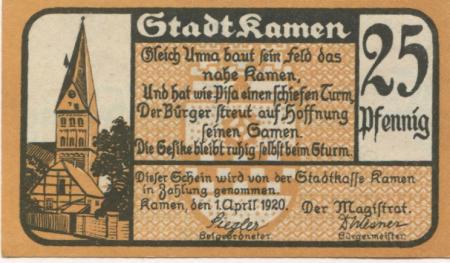 Stadt Kamen
Gleich Unna baut sein Feld das
nahe Kamen,
Und hat wie Pisa einen schiefen Turm,
Der Bürger streut auf Hoffnung
seinen Samen.
Die Sesike bleibt ruhig selbst beim Sturm.
25
Pfennig
Dieser Schein wird von der Stadtkasse Kamen
in Zahlung genommen.
Kamen, den 1. April 1920. Der Magistrat.
Siegler
Beigeordneter.
Bürgermeister.